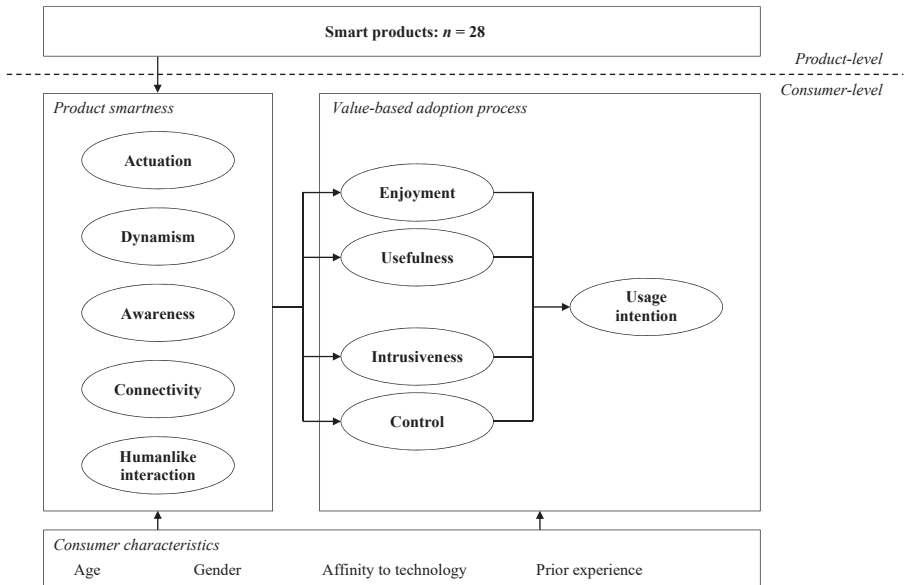 Smart products: n = 28
Product-level
Consumer-level
Product smartness
Value-based adoption process
Actuation
Dynamism
Awareness
Connectivity
Humanlike
interaction
Enjoyment
Usefulness
Intrusiveness
Control
Usage
intention
Consumer characteristics
Age Gender Affinity to technology Prior experience